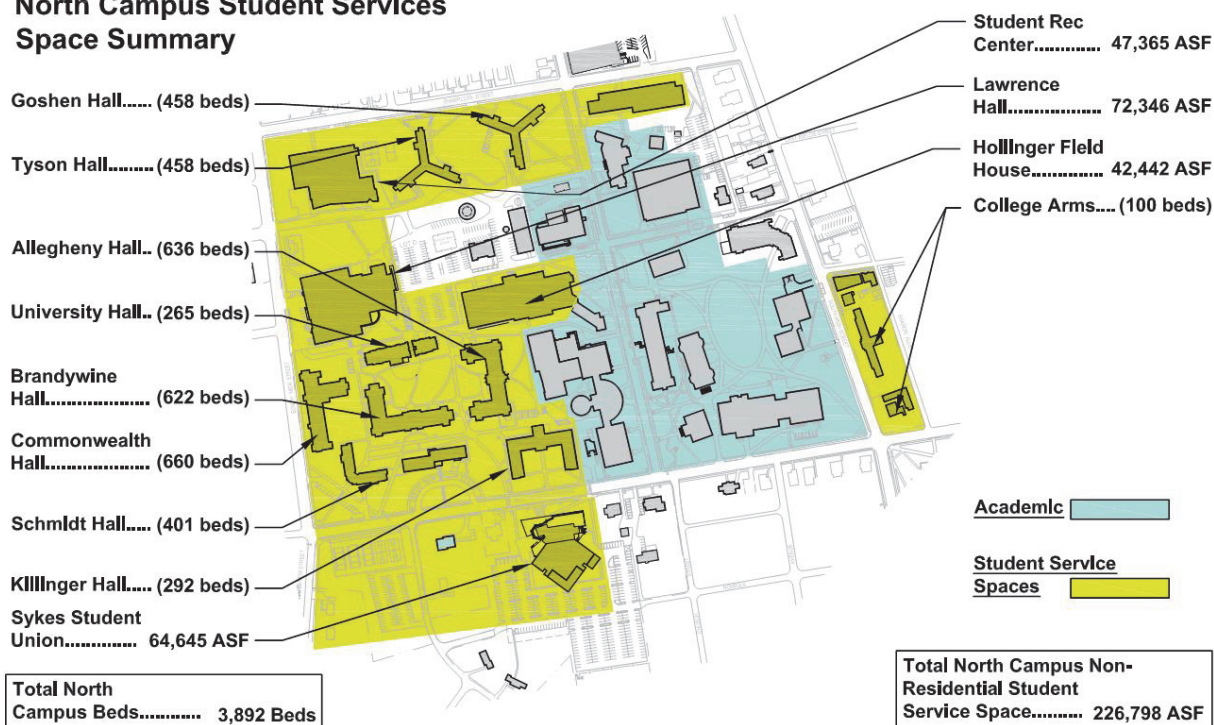 North Campus Student Services
Space Summary
Goshen Hall...... (458 beds)
Tyson Hall.......... (458 beds)
Allegheny Hall.. (636 beds)
University Hall.. (265 beds)
Brandywine
Hall................... (622 beds)
Commonwealth
Hall................... (660 beds)
Schmidt Hall..... (401 beds)
Killinger Hall...... (292 beds)
Sykes Student
Union............. 64,645 ASF
Total North
Campus Beds............ 3,892 Beds
Student Rec
Center............. 47,365 ASF
Lawrence
Hall.................. 72,346 ASF
Hollinger Field
House............. 42,442 ASF
College Arms.... (100 beds)
Academic
Student Service
Spaces
Total North Campus Non-
Residential Student
Service Space.......... 226,798 ASF